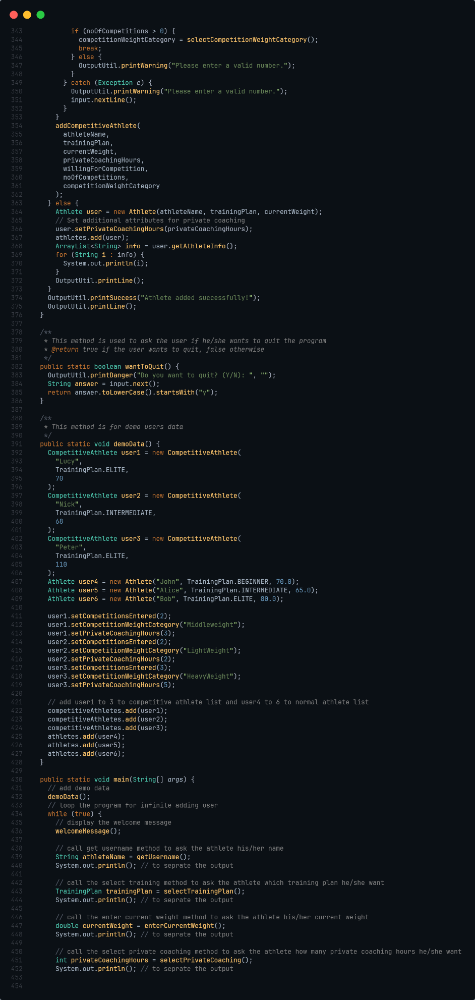 343            if (noOfCompetitions > 0) {
344              competitionWeightCategory = selectCompetitionWeightCategory();
345              break;
346            } else {
347              OutputUtil.printWarning("Please enter a valid number.");
348            }
349          } catch (Exception e) {
350            OutputUtil.printWarning("Please enter a valid number.");
351            input.nextLine();
352          }
353        }
354        addCompetitiveAthlete(
355          athleteName,
356          trainingPlan,
357          currentWeight,
358          privateCoachingHours,
359          willingForCompetition,
360          noOfCompetitions,
361          competitionWeightCategory
362        );
363      } else {
364        Athlete user = new Athlete(athleteName, trainingPlan, currentWeight);
365        // Set additional attributes for private coaching
366        user.setPrivateCoachingHours(privateCoachingHours);
367        athletes.add(user);
368        ArrayList<String> info = user.getAthleteInfo();
369        for (String i : info) {
370          System.out.println(i);
371        }
372        OutputUtil.printLine();
373      }
374      OutputUtil.printSuccess("Athlete added successfully!");
375      OutputUtil.printLine();
376    }
377
378    /**
379     * This method is used to ask the user if he/she wants to quit the program
380     * @return true if the user wants to quit, false otherwise
381     */
382    public static boolean wantToQuit() {
383      OutputUtil.printDanger("Do you want to quit? (Y/N): ", "");
384      String answer = input.next();
385      return answer.toLowerCase().startsWith("y");
386    }
387
388    /**
389     * This method is for demo users data
390     */
391    public static void demoData() {
392      CompetitiveAthlete user1 = new CompetitiveAthlete(
393        "Lucy",
394        TrainingPlan.ELITE,
395        70
396      );
397      CompetitiveAthlete user2 = new CompetitiveAthlete(
398        "Nick",
399        TrainingPlan.INTERMEDIATE,
400        68
401      );
402      CompetitiveAthlete user3 = new CompetitiveAthlete(
403        "Peter",
404        TrainingPlan.ELITE,
405        110
406      );
407      Athlete user4 = new Athlete("John", TrainingPlan.BEGINNER, 70.0);
408      Athlete user5 = new Athlete("Alice", TrainingPlan.INTERMEDIATE, 65.0);
409      Athlete user6 = new Athlete("Bob", TrainingPlan.ELITE, 80.0);
410
411      user1.setCompetitionsEntered(2);
412      user1.setCompetitionWeightCategory("Middleweight");
413      user1.setPrivateCoachingHours(3);
414      user2.setCompetitionsEntered(2);
415      user2.setCompetitionWeightCategory("LightWeight");
416      user2.setPrivateCoachingHours(2);
417      user3.setCompetitionsEntered(3);
418      user3.setCompetitionWeightCategory("HeavyWeight");
419      user3.setPrivateCoachingHours(5);
420
421      // add user1 to 3 to competitive athlete list and user4 to 6 to normal athlete list
422      competitiveAthletes.add(user1);
423      competitiveAthletes.add(user2);
424      competitiveAthletes.add(user3);
425      athletes.add(user4);
426      athletes.add(user5);
427      athletes.add(user6);
428    }
429
430    public static void main(String[] args) {
431      // add demo data
432      demoData();
433      // loop the program for infinite adding user
434      while (true) {
435        // display the welcome message
436        welcomeMessage();
437
438        // call get username method to ask the athlete his/her name
439        String athleteName = getUsername();
440        System.out.println(); // to seprate the output
441
442        // call the select training method to ask the athlete which training plan he/she want
443        TrainingPlan trainingPlan = selectTrainingPlan();
444        System.out.println(); // to seprate the output
445
446        // call the enter current weight method to ask the athlete his/her current weight
447        double currentWeight = enterCurrentWeight();
448        System.out.println(); // to seprate the output
449
450        // call the select private coaching method to ask the athlete how many private coaching hours he/she want
451        int privateCoachingHours = selectPrivateCoaching();
452        System.out.println(); // to seprate the output
453
454